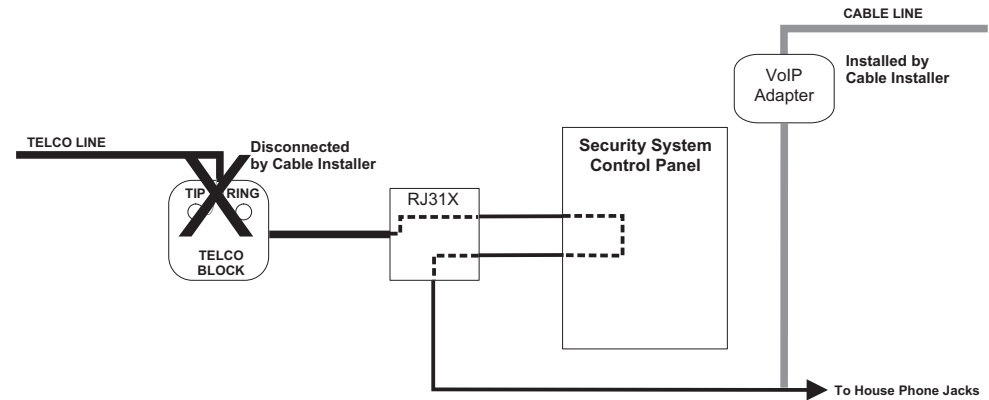 CABLE LINE
VoIP
Adapter
Installed by
Cable Installer
TELCO LINE
Disconnected
by Cable Installer
TIP RING
TELCO
BLOCK
RJ31X
Security System
Control Panel
To House Phone Jacks